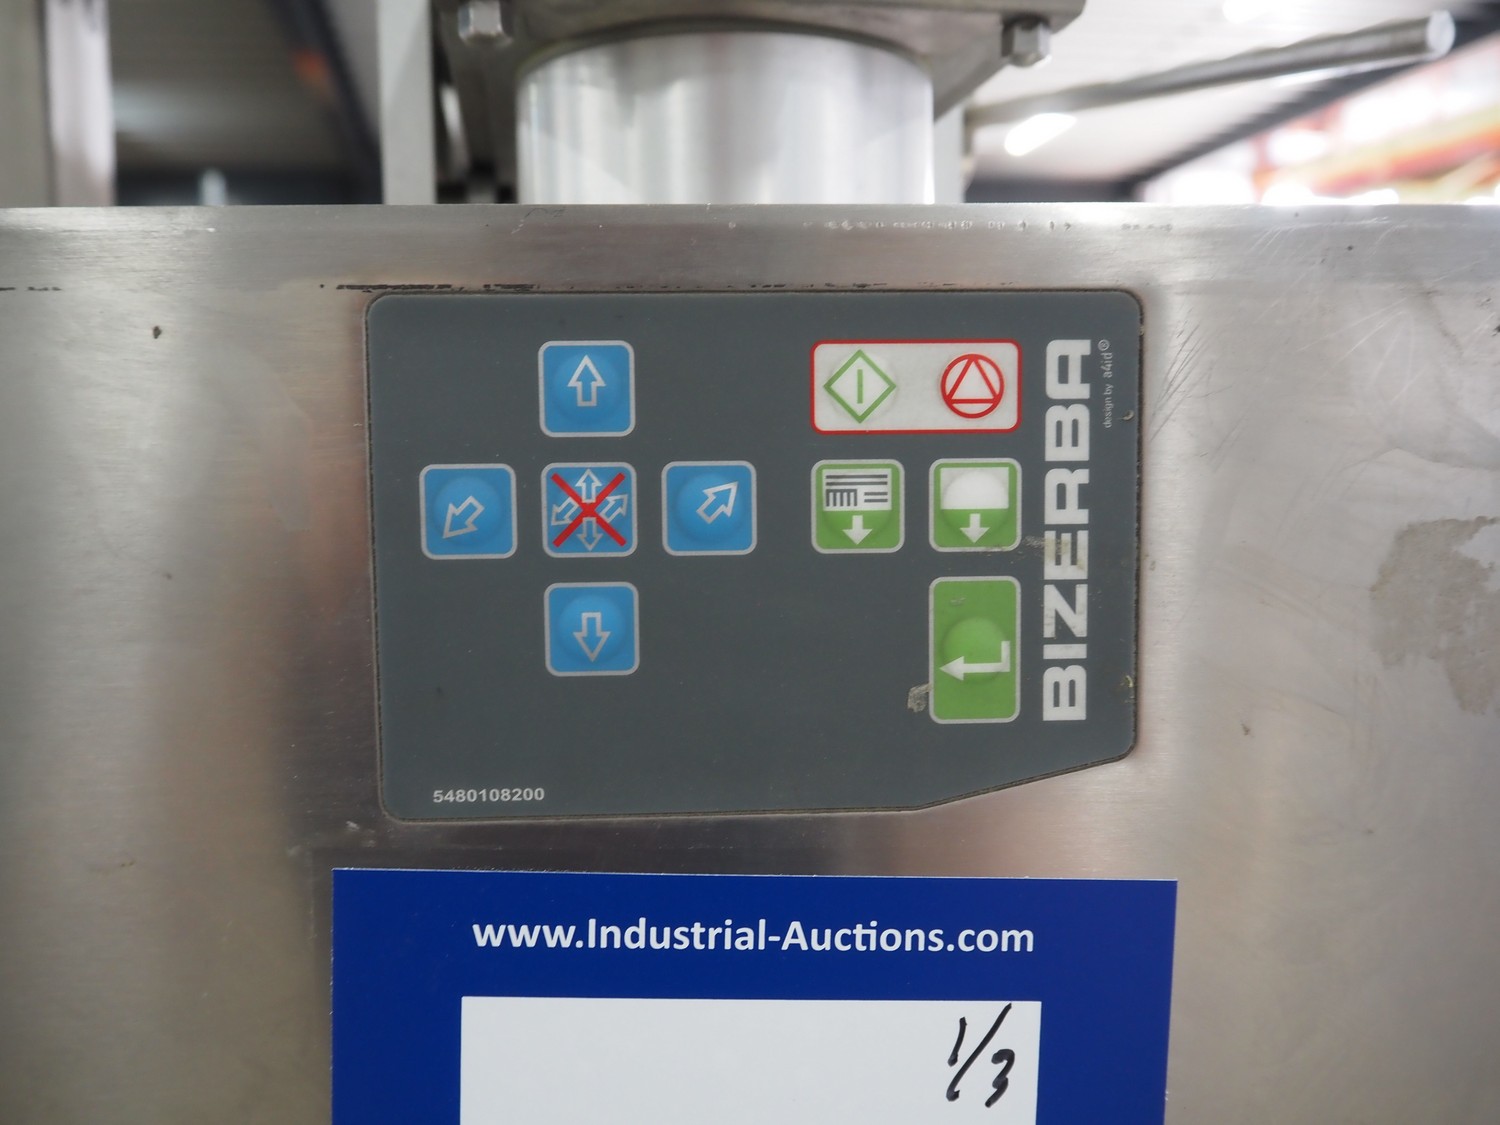 BIZERBA
design by a4id®
5480108200
www.Industrial-Auctions.com
1/3